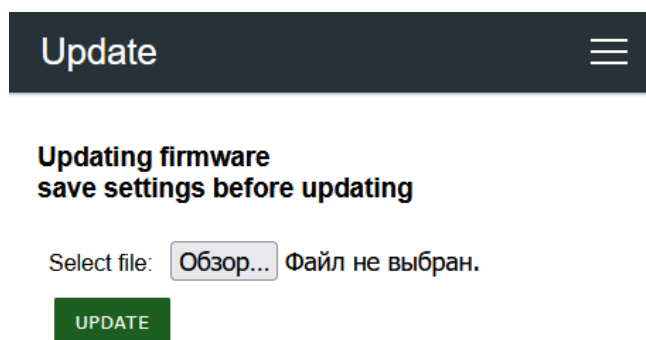 Update
Updating firmware
save settings before updating
Select file: Обзор... Файл не выбран.
UPDATE